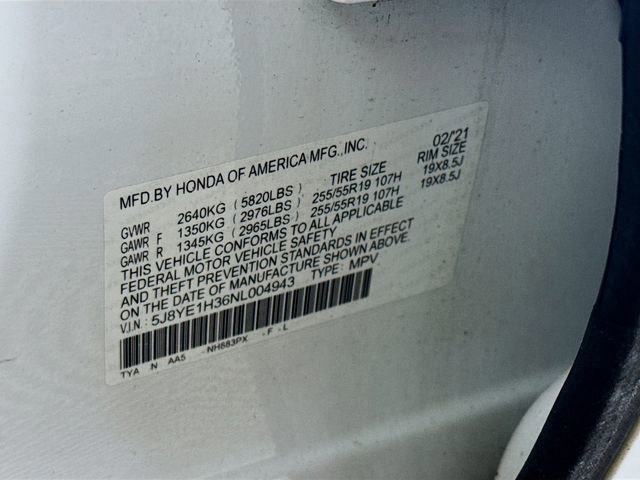 MFD.BY HONDA OF AMERICA MFG.,INC. 02/'21
TIRE SIZE RIM SIZE
GVWR 2640KG (5820LBS)
GAWR F 1350KG (2976LBS) 255/55R19 107H 19X8.5J
GAWR R 1345KG (2965LBS) 255/55R19 107H 19X8.5J
THIS VEHICLE CONFORMS TO ALL APPLICABLE
FEDERAL MOTOR VEHICLE SAFETY
AND THEFT PREVENTION STANDARDS IN EFFECT
ON THE DATE OF MANUFACTURE SHOWN ABOVE.
V.I.N.: 5J8YE1H36NL004943 TYPE: MPV
TYA N AA5 NH883PX - F - L